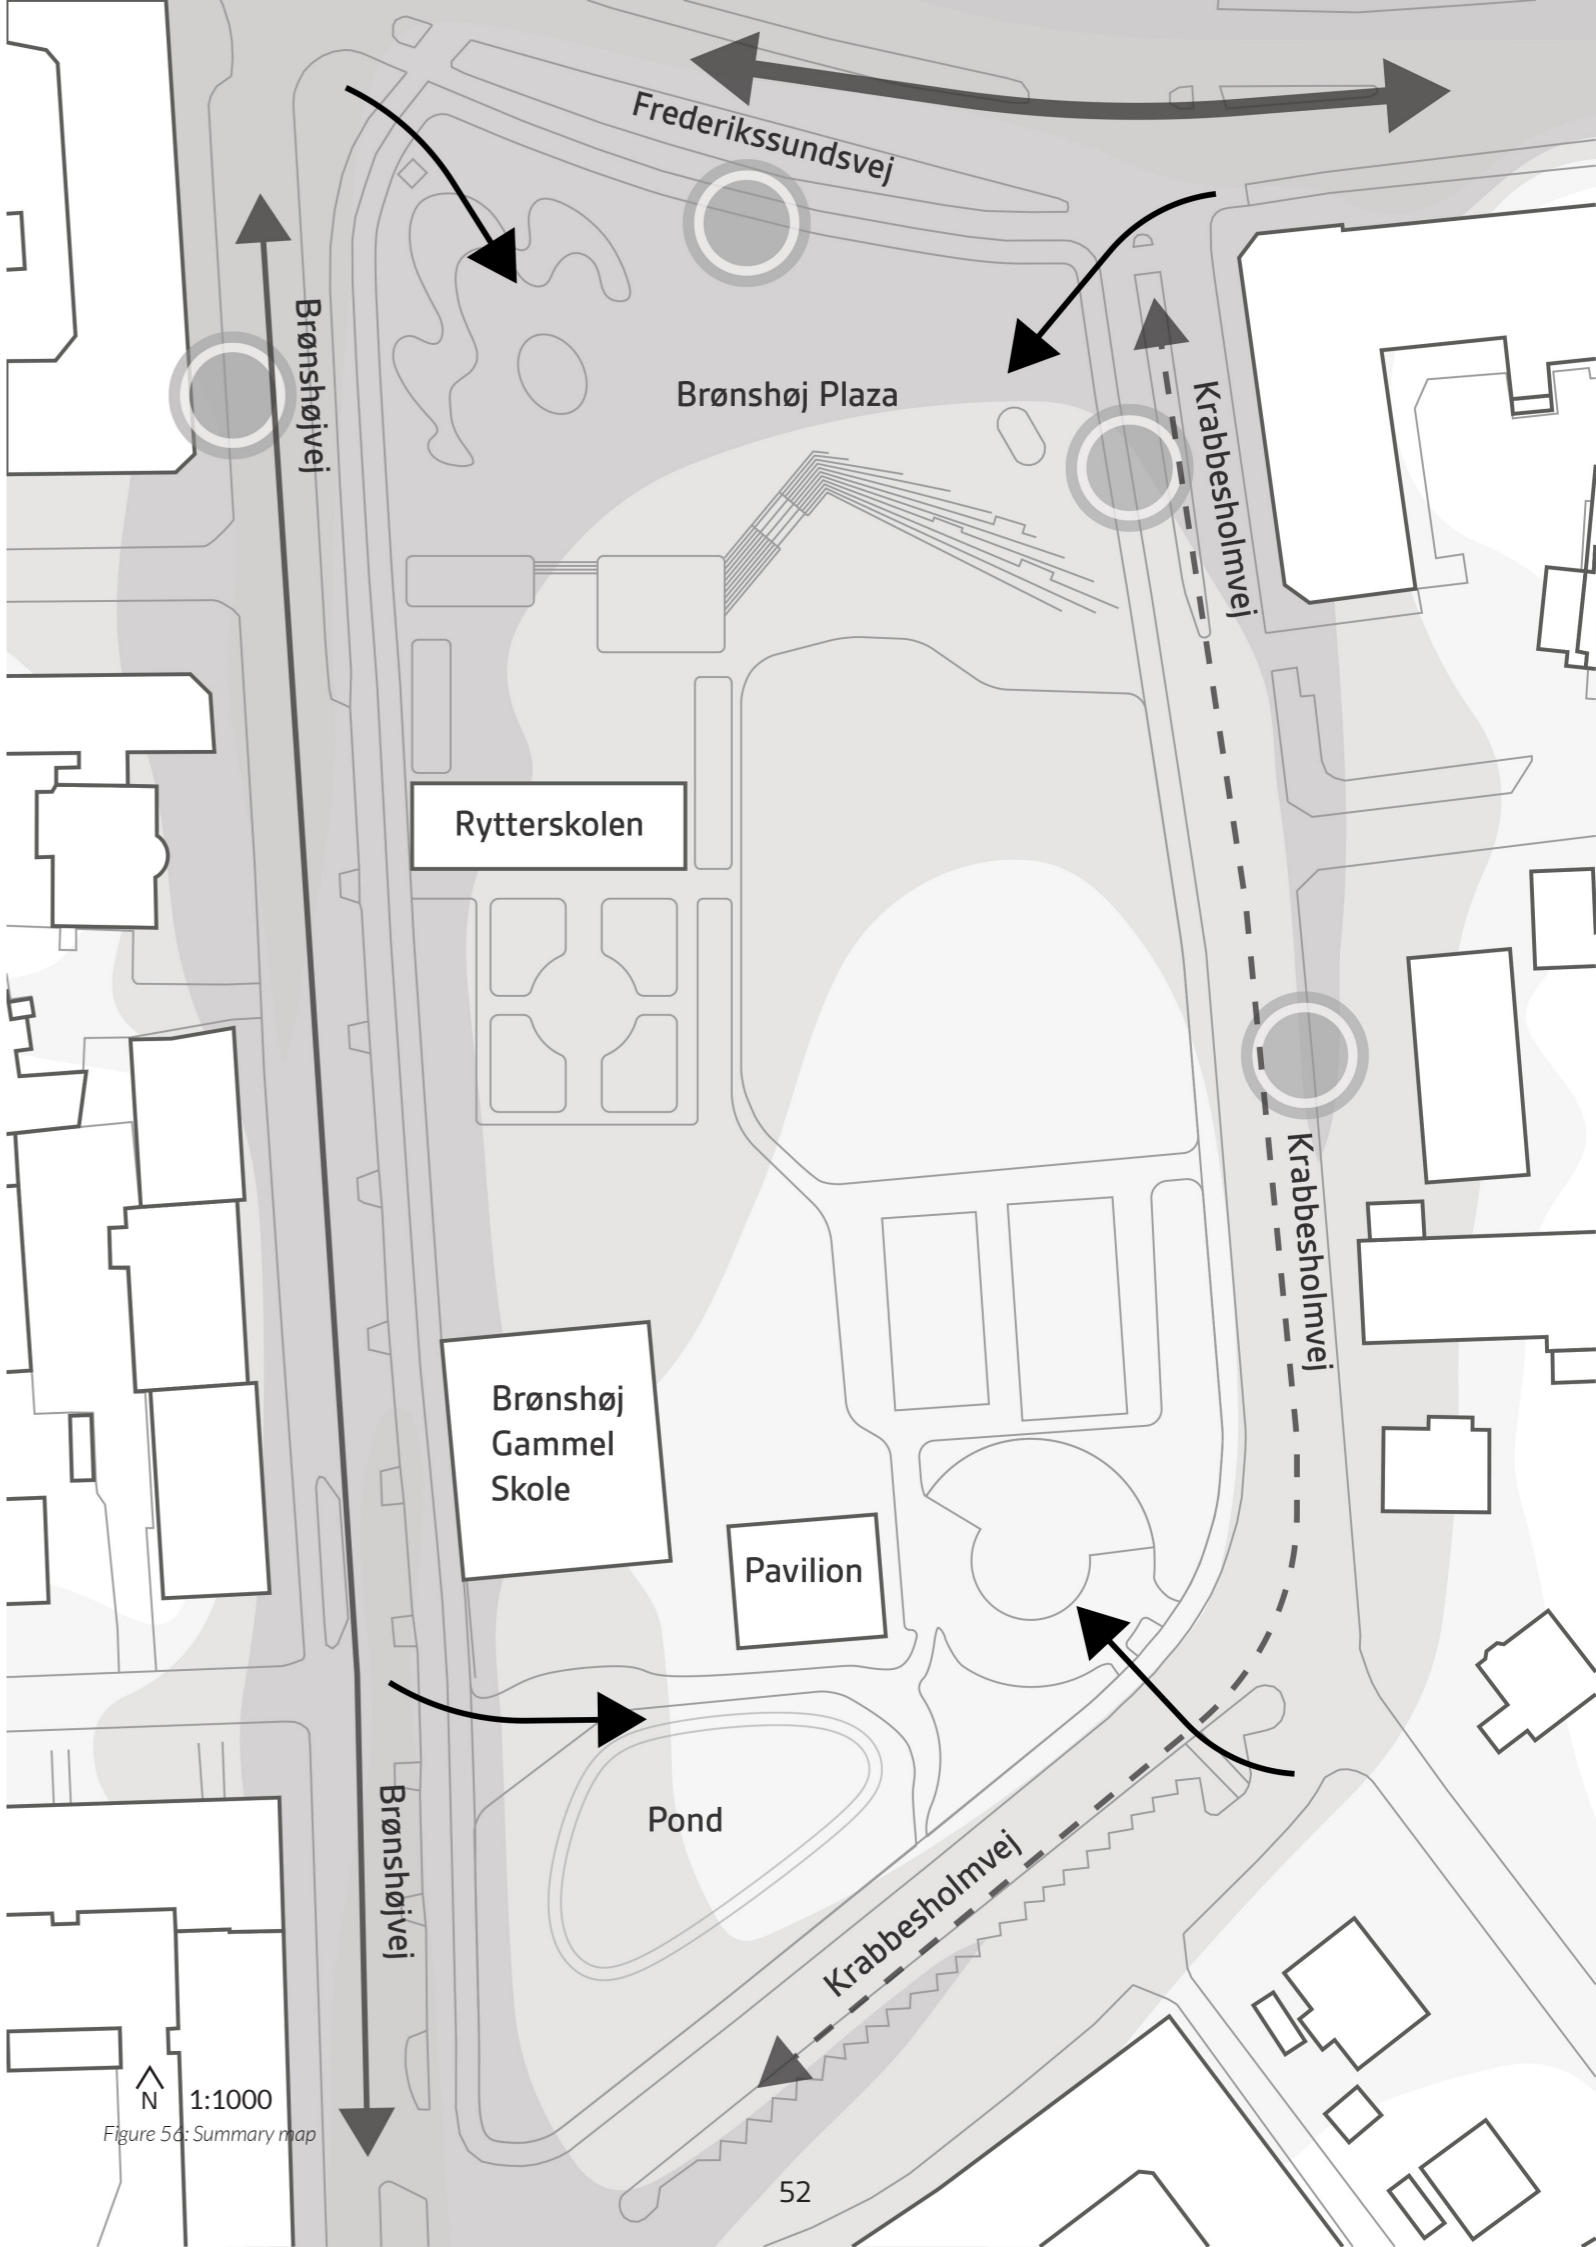 Frederikssundsvej
Brønshøjvej
Brønshøj Plaza
Krabbesholmvej
Rytterskolen
Krabbesholmvej
Brønshøj
Gammel
Skole
Pavilion
Pond
Brønshøjvej
Krabbesholmvej
N 1:1000
Figure 56: Summary map
52